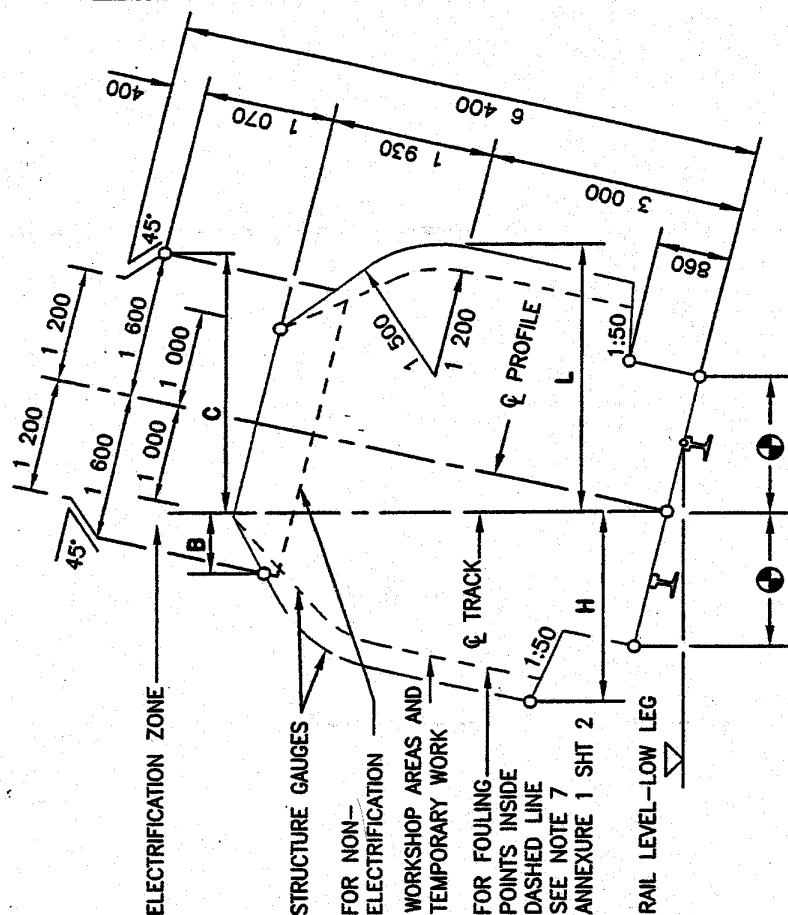 400
1 070
1 930
3 000
6 400
860
45°
1 200
1 600
1 000
1 200
1 600
1 000
45°
C
B
1 500
1 200
℄ PROFILE
L
1:50
℄ TRACK
H
1:50
ELECTRIFICATION ZONE
STRUCTURE GAUGES
FOR NON-
ELECTRIFICATION
WORKSHOP AREAS AND
TEMPORARY WORK
FOR FOULING
POINTS INSIDE
DASHED LINE
SEE NOTE 7
ANNEXURE 1 SHT 2
RAIL LEVEL-LOW LEG